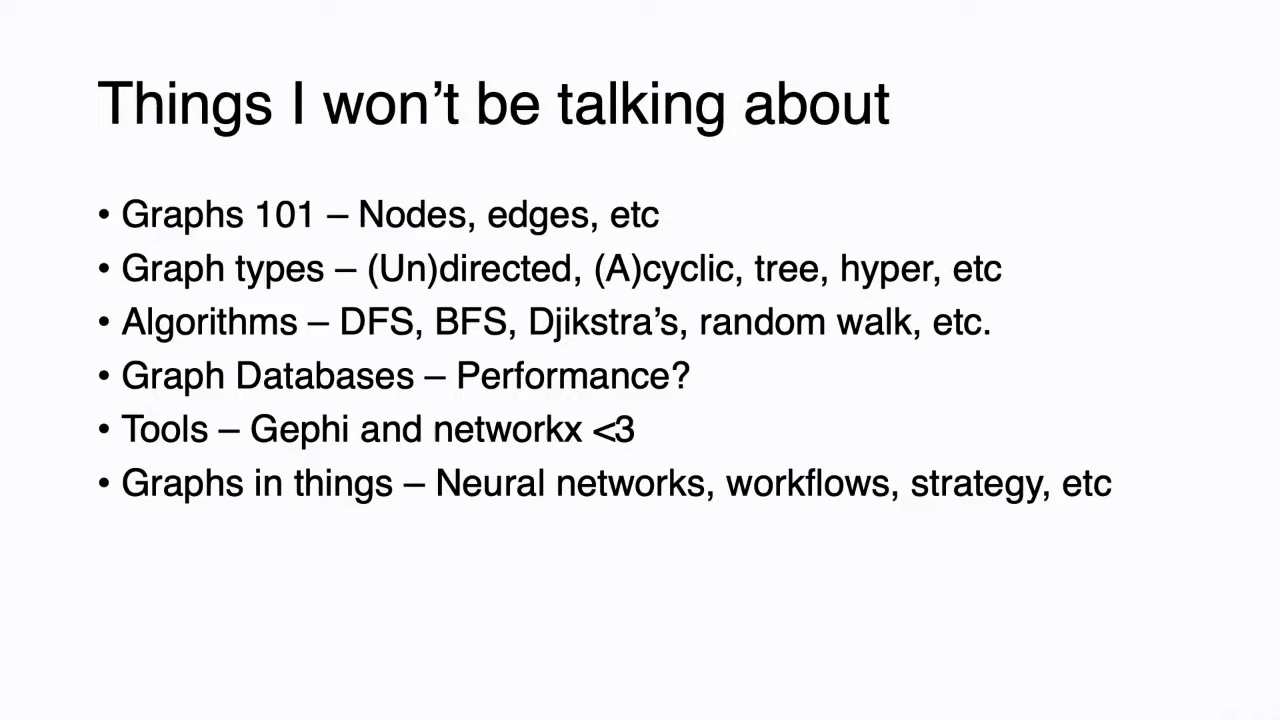 Things I won’t be talking about
• Graphs 101 – Nodes, edges, etc
• Graph types – (Un)directed, (A)cyclic, tree, hyper, etc
• Algorithms – DFS, BFS, Djikstra’s, random walk, etc.
• Graph Databases – Performance?
• Tools – Gephi and networkx <3
• Graphs in things – Neural networks, workflows, strategy, etc